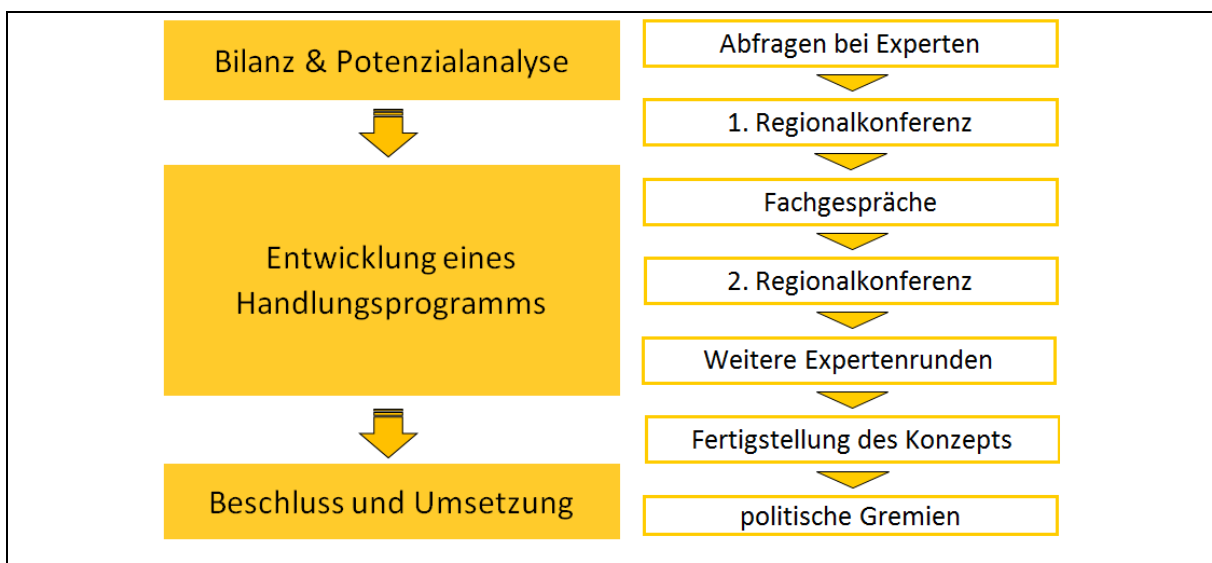 Bilanz & Potenzialanalyse
Entwicklung eines
Handlungsprogramms
Beschluss und Umsetzung
Abfragen bei Experten
1. Regionalkonferenz
Fachgespräche
2. Regionalkonferenz
Weitere Expertenrunden
Fertigstellung des Konzepts
politische Gremien